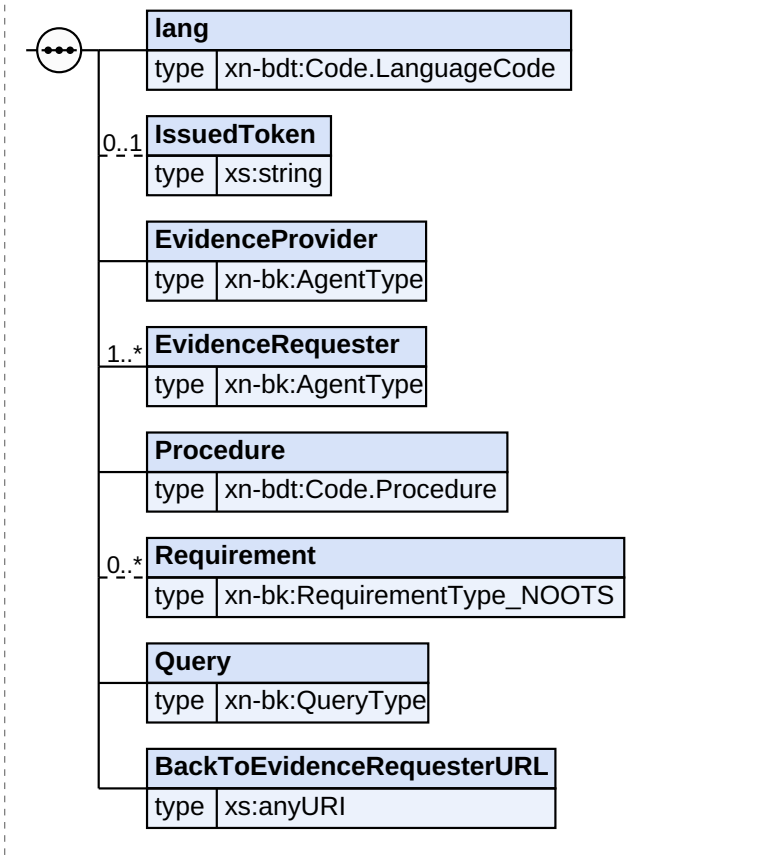 lang
type xn-bdt:Code.LanguageCode
0..1
IssuedToken
type xs:string
EvidenceProvider
type xn-bk:AgentType
1..*
EvidenceRequester
type xn-bk:AgentType
Procedure
type xn-bdt:Code.Procedure
0..*
Requirement
type xn-bk:RequirementType_NOOTS
Query
type xn-bk:QueryType
BackToEvidenceRequesterURL
type xs:anyURI